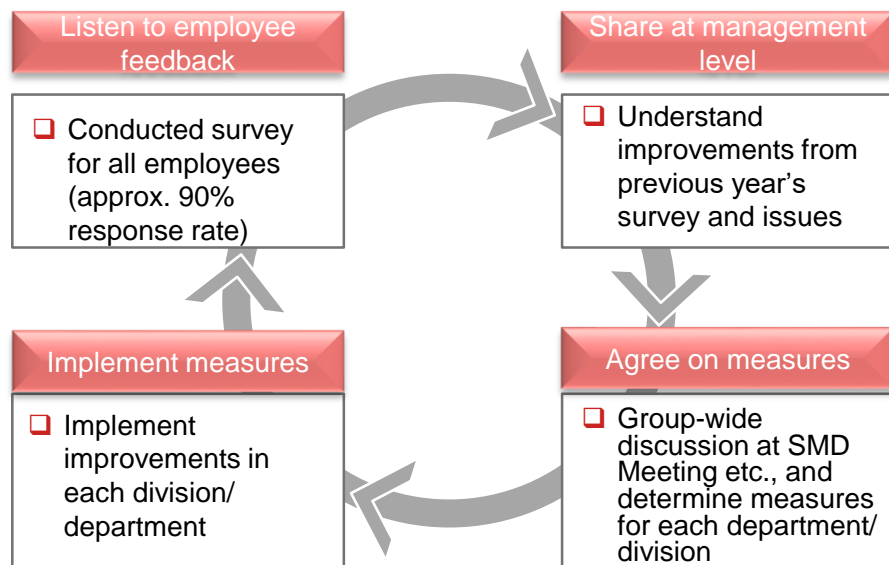 Listen to employee
feedback
❑ Conducted survey
for all employees
(approx. 90%
response rate)
Share at management
level
❑ Understand
improvements from
previous year’s
survey and issues
Agree on measures
❑ Group-wide
discussion at SMD
Meeting etc., and
determine measures
for each department/
division
Implement measures
❑ Implement
improvements in
each division/
department